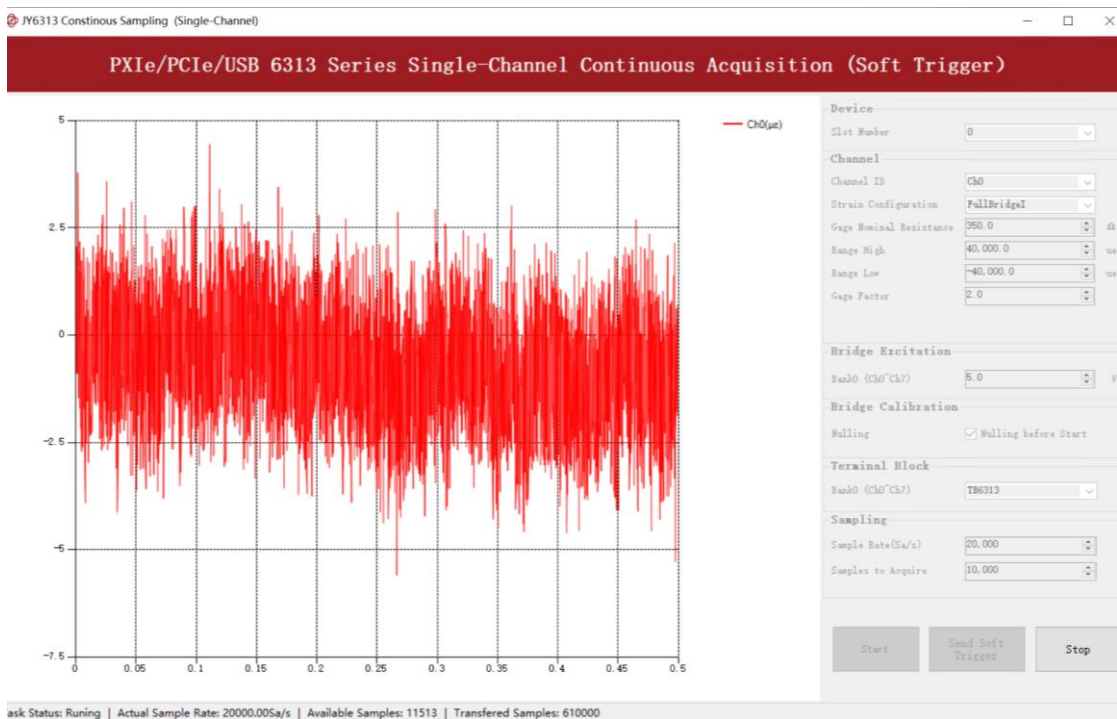 JY6313 Constinous Sampling (Single-Channel)
PXIe/PCIe/USB 6313 Series Single-Channel Continuous Acquisition (Soft Trigger)
5
2.5
0
-2.5
-5
-7.5
0 0.05 0.1 0.15 0.2 0.25 0.3 0.35 0.4 0.45 0.5
Ch0(με)
Device
Slot Number 0
Channel
Channel ID Ch0
Strain Configuration FullBridgeI
Gage Nominal Resistance 350.0 Ω
Range High 40,000.0 ue
Range Low -40,000.0 ue
Gage Factor 2.0
Bridge Excitation
Bank0 (Ch0~Ch7) 5.0 V
Bridge Calibration
Nulling Nulling before Start
Terminal Block
Bank0 (Ch0~Ch7) TB6313
Sampling
Sample Rate(Sa/s) 20,000
Samples to Acquire 10,000
Start
Send Soft
Trigger
Stop
ask Status: Runing | Actual Sample Rate: 20000.00Sa/s | Available Samples: 11513 | Transfered Samples: 610000